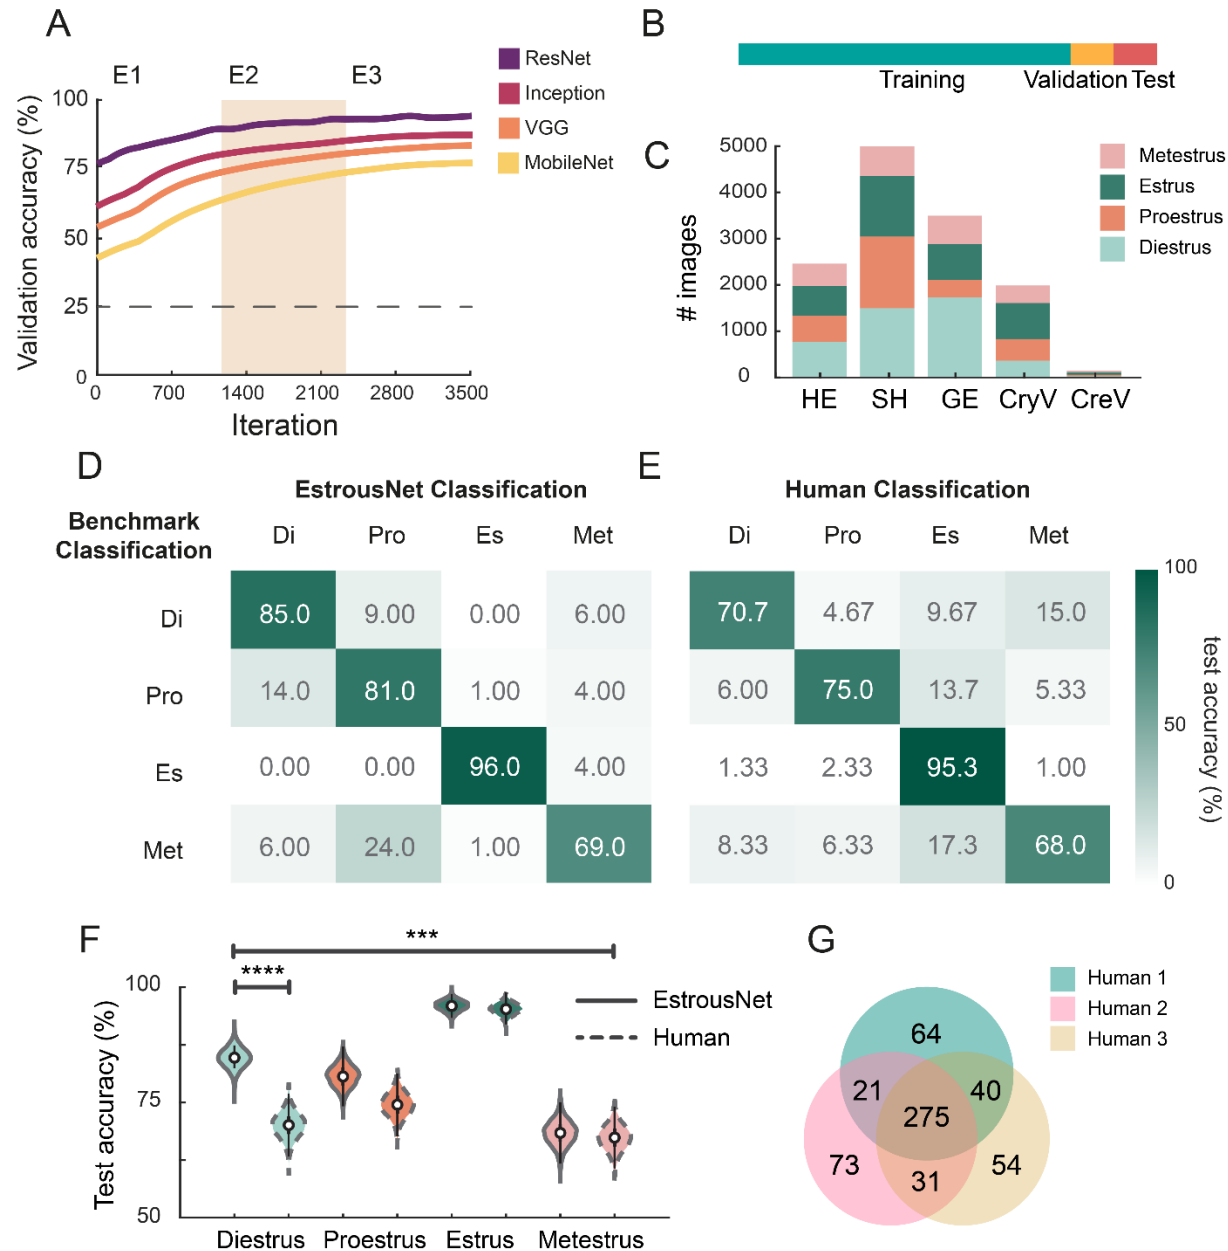 A
E1 E2 E3
Validation accuracy (%)
100
75
50
25
0
0 700 1400 2100 2800 3500
Iteration
ResNet
Inception
VGG
MobileNet
B
Training Validation Test
C
# images
5000
4000
3000
2000
1000
0
HE SH GE CryV CreV
Metestrus
Estrus
Proestrus
Diestrus
D
EstrousNet Classification
Benchmark
Classification
Di Pro Es Met
Di 85.0 9.00 0.00 6.00
Pro 14.0 81.0 1.00 4.00
Es 0.00 0.00 96.0 4.00
Met 6.00 24.0 1.00 69.0
E
Human Classification
Di Pro Es Met
70.7 4.67 9.67 15.0
6.00 75.0 13.7 5.33
1.33 2.33 95.3 1.00
8.33 6.33 17.3 68.0
100
50
0
test accuracy (%)
F
***
****
Test accuracy (%)
100
75
50
Diestrus Proestrus Estrus Metestrus
EstrousNet
Human
G
Human 1
Human 2
Human 3
64
21 40
275
73 54
31